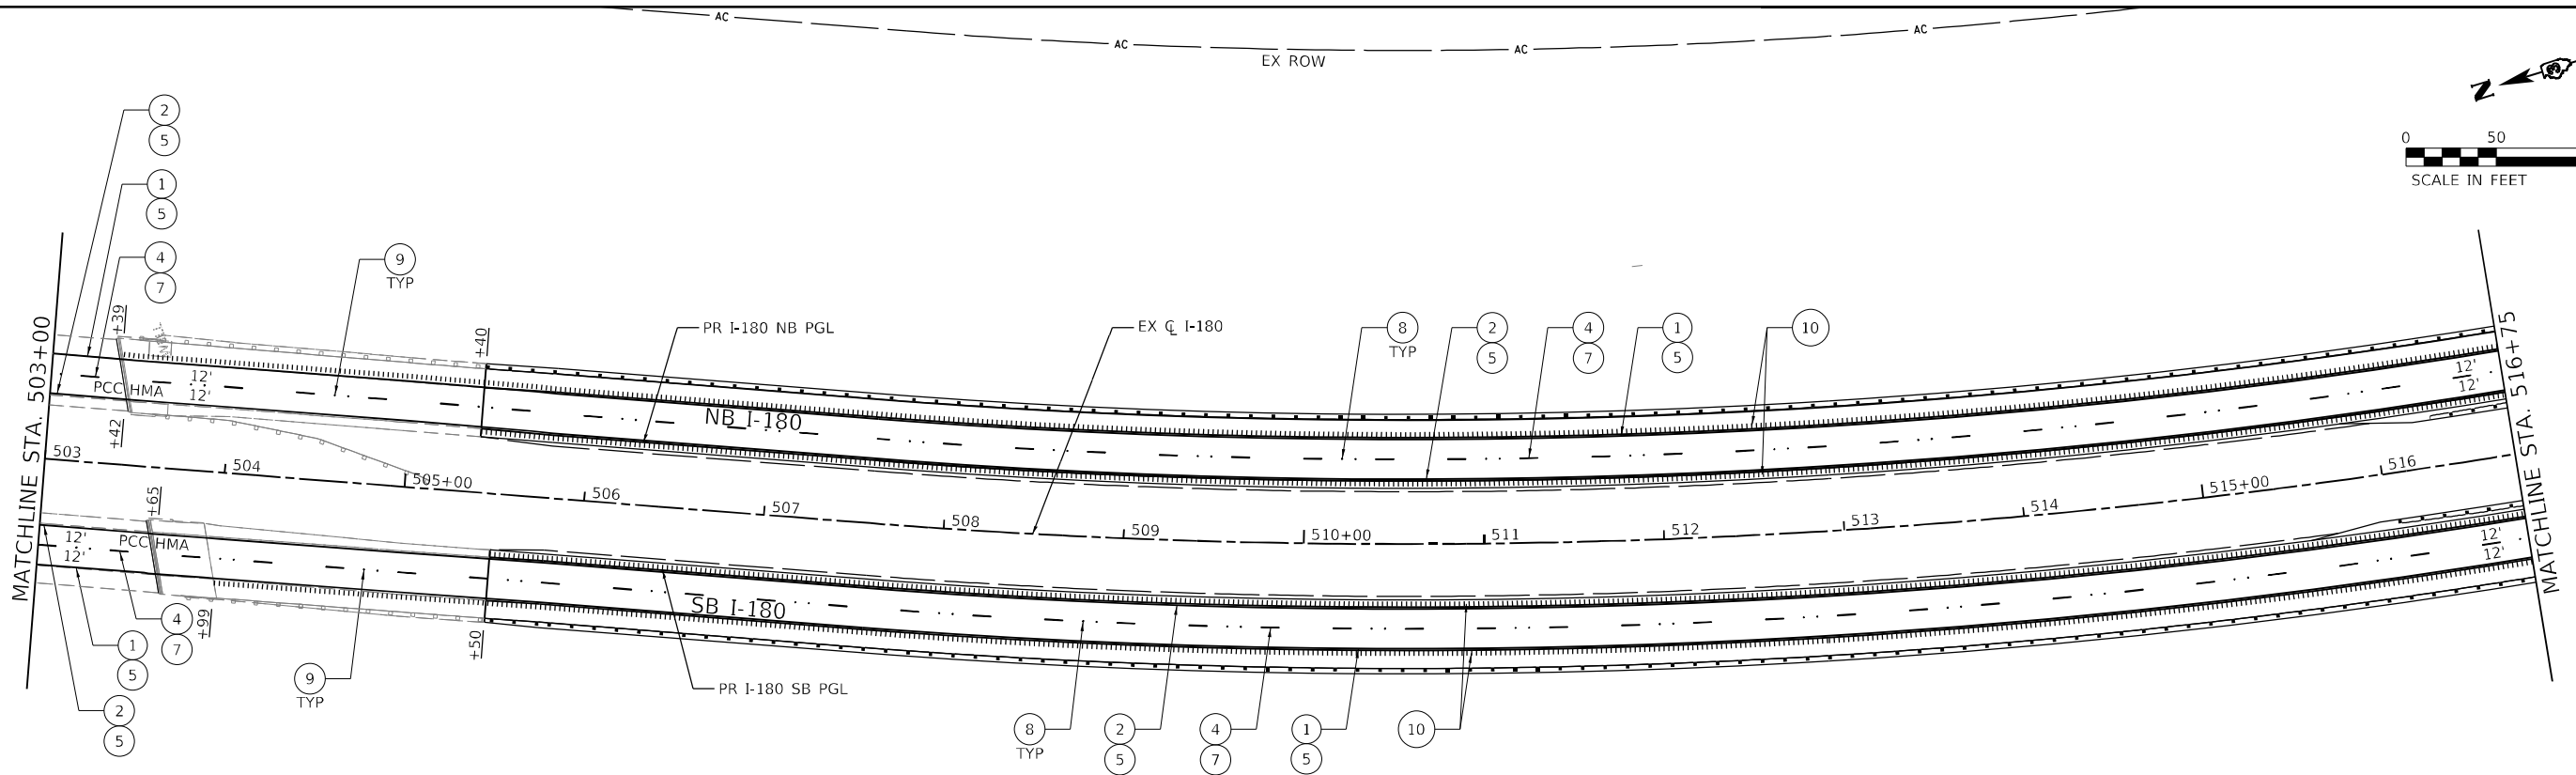 AC
AC
AC
AC
EX ROW
N
0 50
SCALE IN FEET
2
5
1
5
4
7
9
TYP
PR I-180 NB PGL
EX ℄ I-180
8
TYP
2
5
4
7
1
5
10
MATCHLINE STA. 503+00
MATCHLINE STA. 516+75
+39
+40
+42
PCC HMA
12'
12'
NB I-180
12'
12'
503
504
505+00
506
507
508
509
510+00
511
512
513
514
515+00
516
+65
12'
12'
PCC HMA
+99
+50
SB I-180
12'
12'
4
7
1
5
2
5
9
TYP
PR I-180 SB PGL
8
TYP
2
5
4
7
1
5
10